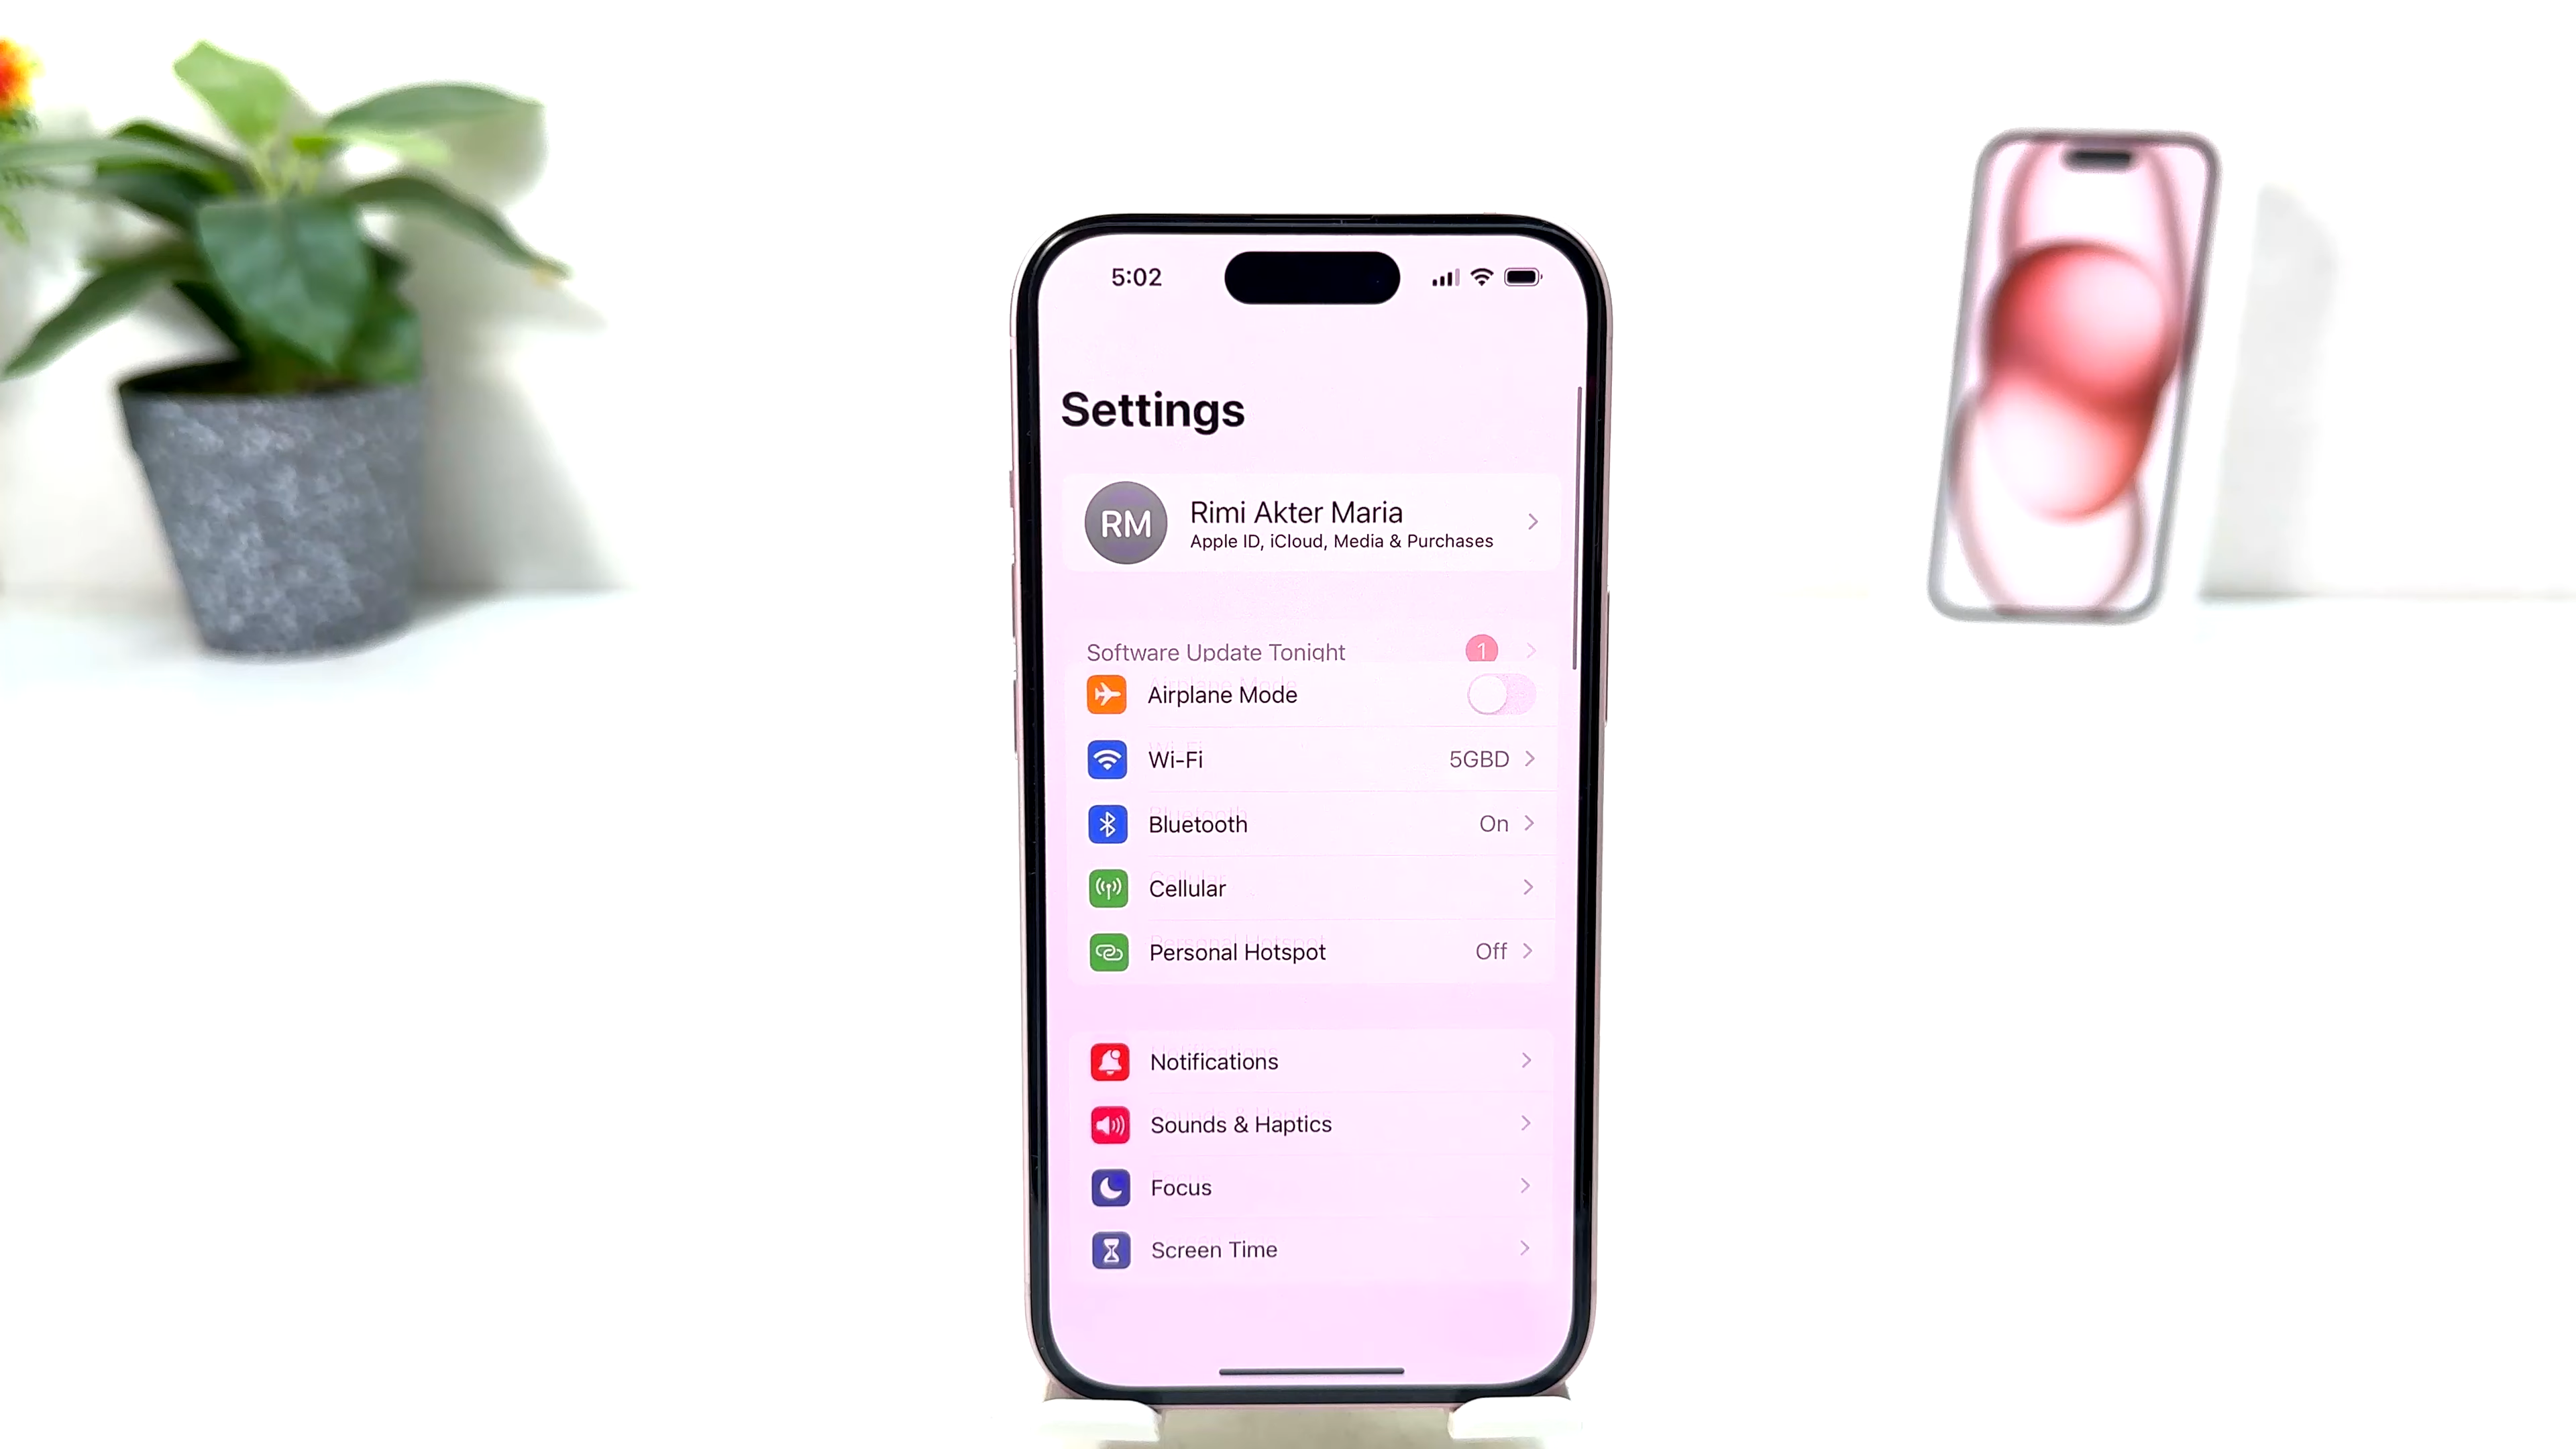 5:02
Settings
RM
Rimi Akter Maria
Apple ID, iCloud, Media & Purchases
Software Update Tonight 1
Airplane Mode
Wi-Fi 5GBD
Bluetooth On
Cellular
Personal Hotspot Off
Notifications
Sounds & Haptics
Focus
Screen Time